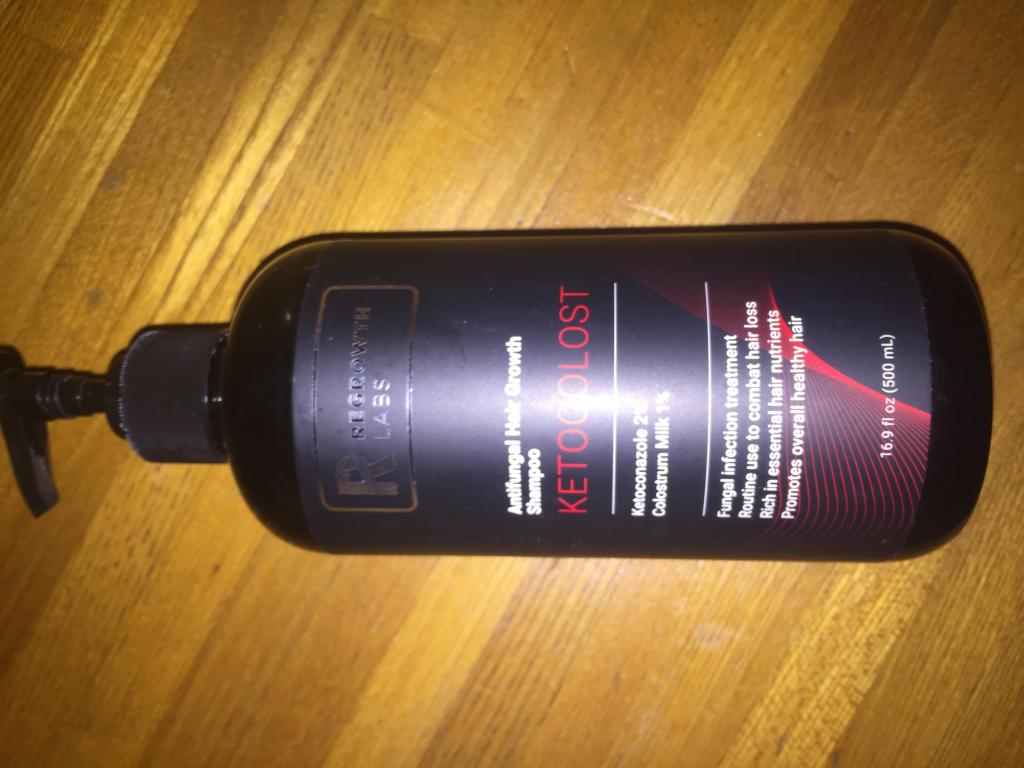 REGROWTH
LABS
Antifungal Hair Growth
Shampoo
KETOCOLOST
Ketoconazole 2%
Colostrum Milk 1%
Fungal infection treatment
Routine use to combat hair loss
Rich in essential hair nutrients
Promotes overall healthy hair
16.9 fl oz (500 mL)